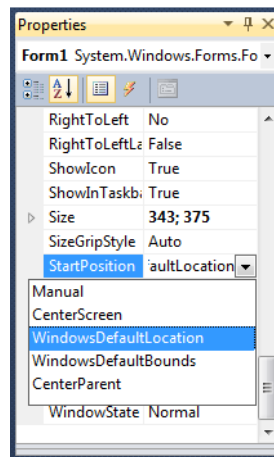 Properties
Form1 System.Windows.Forms.Fo
RightToLeft No
RightToLeftLa False
ShowIcon True
ShowInTaskba True
Size 343; 375
SizeGripStyle Auto
StartPosition aultLocation
Manual
CenterScreen
WindowsDefaultLocation
WindowsDefaultBounds
CenterParent
WindowState Normal